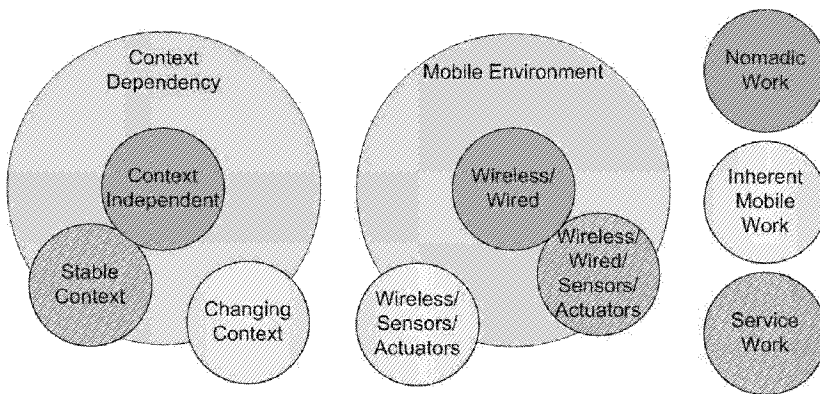 Context
Dependency
Context
Independent
Stable
Context
Changing
Context
Mobile Environment
Wireless/
Wired
Wireless/
Wired/
Sensors/
Actuators
Wireless/
Sensors/
Actuators
Nomadic
Work
Inherent
Mobile
Work
Service
Work